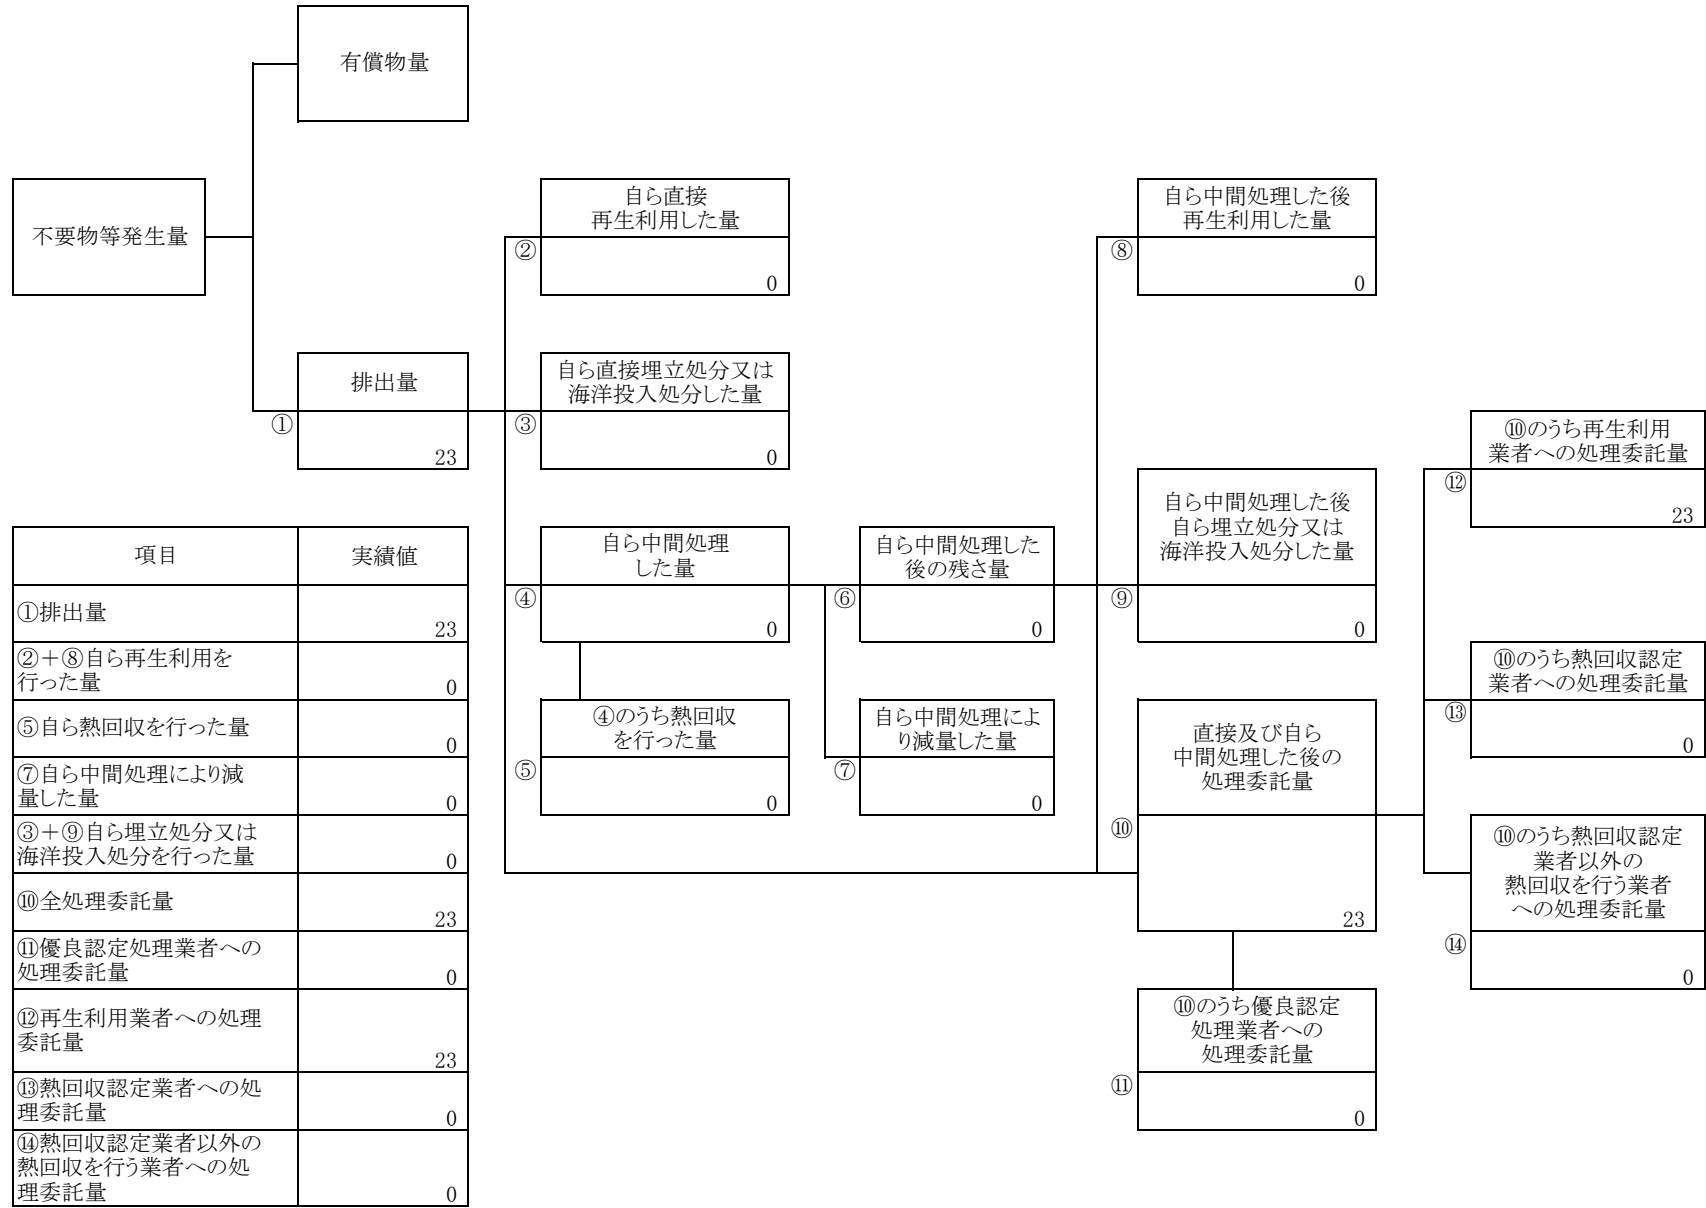 有償物量
不要物等発生量
自ら直接
再生利用した量
②
0
自ら中間処理した後
再生利用した量
⑧
0
排出量
①
23
自ら直接埋立処分又は
海洋投入処分した量
③
0
⑩のうち再生利用
業者への処理委託量
⑫
23
自ら中間処理
した量
④
0
自ら中間処理した
後の残さ量
⑥
0
自ら中間処理した後
自ら埋立処分又は
海洋投入処分した量
⑨
0
⑩のうち熱回収認定
業者への処理委託量
⑬
0
④のうち熱回収
を行った量
⑤
0
自ら中間処理によ
り減量した量
⑦
0
直接及び自ら
中間処理した後の
処理委託量
⑩
23
⑩のうち熱回収認定
業者以外の
熱回収を行う業者
への処理委託量
⑭
0
⑩のうち優良認定
処理業者への
処理委託量
⑪
0
項目
実績値
①排出量
23
②＋⑧自ら再生利用を
行った量
0
⑤自ら熱回収を行った量
0
⑦自ら中間処理により減
量した量
0
③＋⑨自ら埋立処分又は
海洋投入処分を行った量
0
⑩全処理委託量
23
⑪優良認定処理業者への
処理委託量
0
⑫再生利用業者への処理
委託量
23
⑬熱回収認定業者への処
理委託量
0
⑭熱回収認定業者以外の
熱回収を行う業者への処
理委託量
0